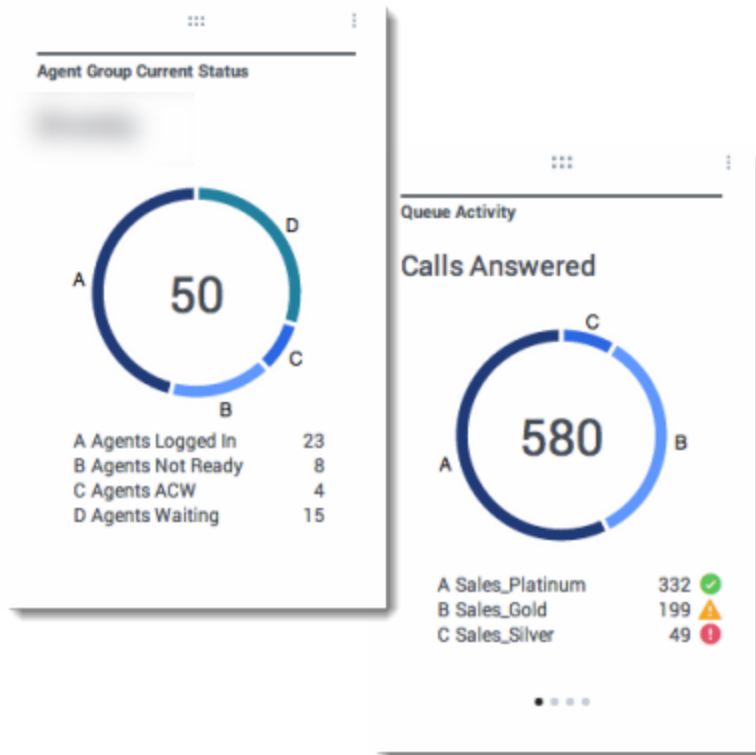 Agent Group Current Status
D
A
50
C
B
A Agents Logged In 23
B Agents Not Ready 8
C Agents ACW 4
D Agents Waiting 15
Queue Activity
Calls Answered
C
580
B
A
A Sales_Platinum 332
B Sales_Gold 199
C Sales_Silver 49